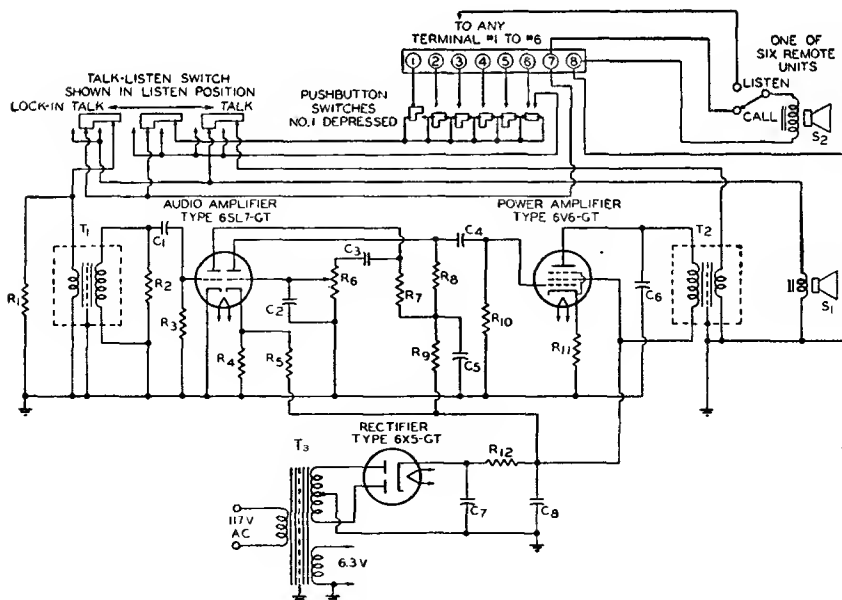 TO ANY
TERMINAL #1 TO #6
ONE OF
SIX REMOTE
UNITS
1 2 3 4 5 6 7 8
LISTEN
CALL
S2
TALK-LISTEN SWITCH
SHOWN IN LISTEN POSITION
LOCK-IN TALK
TALK
PUSHBUTTON
SWITCHES
NO.1 DEPRESSED
AUDIO AMPLIFIER
TYPE 6SL7-GT
POWER AMPLIFIER
TYPE 6V6-GT
T1
C1
C3
C4
T2
R1
R2
R3
C2
R6
R7
R8
R10
C6
S1
R4
R5
R9
C5
R11
RECTIFIER
TYPE 6X5-GT
T3
R12
C7
C8
117V
AC
6.3V